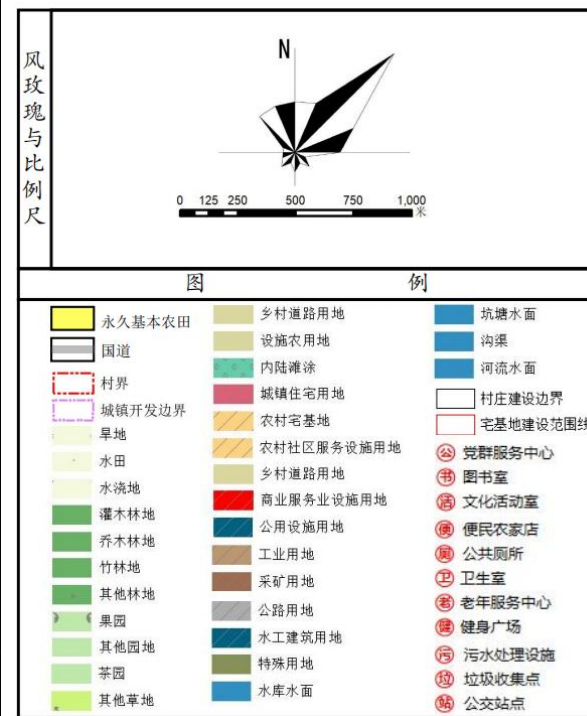 风玫瑰与比例尺
N
0 125 250 500 750 1,000
米
图 例
永久基本农田
国道
村界
城镇开发边界
旱地
水田
水浇地
灌木林地
乔木林地
竹林地
其他林地
果园
其他园地
茶园
其他草地
乡村道路用地
设施农用地
内陆滩涂
城镇住宅用地
农村宅基地
农村社区服务设施用地
乡村道路用地
商业服务业设施用地
公用设施用地
工业用地
采矿用地
公路用地
水工建筑用地
特殊用地
水库水面
坑塘水面
沟渠
河流水面
村庄建设边界
宅基地建设范围线
公 党群服务中心
书 图书室
活 文化活动室
便 便民农家店
厕 公共厕所
卫 卫生室
老 老年服务中心
健 健身广场
污 污水处理设施
垃 垃圾收集点
站 公交站点